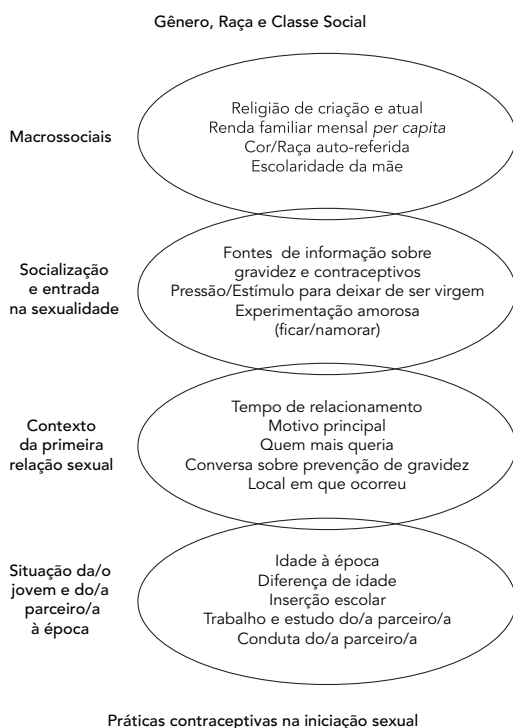 Gênero, Raça e Classe Social
Macrossociais
Religião de criação e atual
Renda familiar mensal per capita
Cor/Raça auto-referida
Escolaridade da mãe
Socialização
e entrada
na sexualidade
Fontes de informação sobre
gravidez e contraceptivos
Pressão/Estímulo para deixar de ser virgem
Experimentação amorosa
(ficar/namorar)
Contexto
da primeira
relação sexual
Tempo de relacionamento
Motivo principal
Quem mais queria
Conversa sobre prevenção de gravidez
Local em que ocorreu
Situação da/o
jovem e do/a
parceiro/a
à época
Idade à época
Diferença de idade
Inserção escolar
Trabalho e estudo do/a parceiro/a
Conduta do/a parceiro/a
Práticas contraceptivas na iniciação sexual